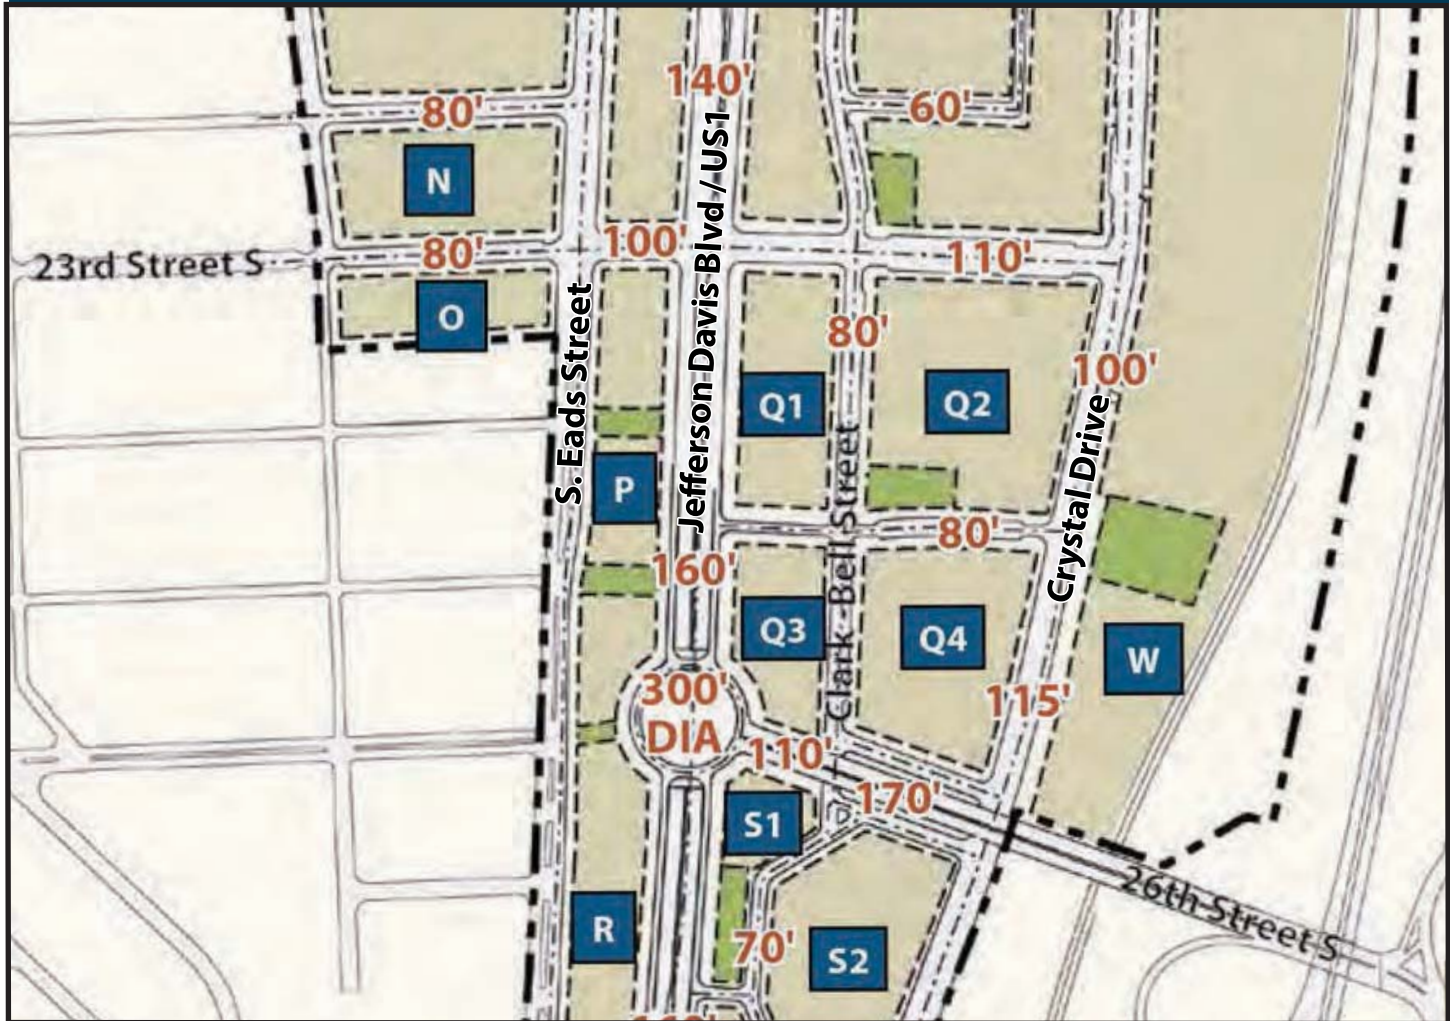 140'
80'
60'
N
23rd Street S
80'
100'
110'
O
80'
100'
S. Eads Street
Jefferson Davis Blvd / US1
Q1
Q2
Crystal Drive
P
Clark - Bell Street
80'
160'
Q3
Q4
W
300'
DIA
115'
110'
170'
S1
26th Street S
R
70'
S2
160'